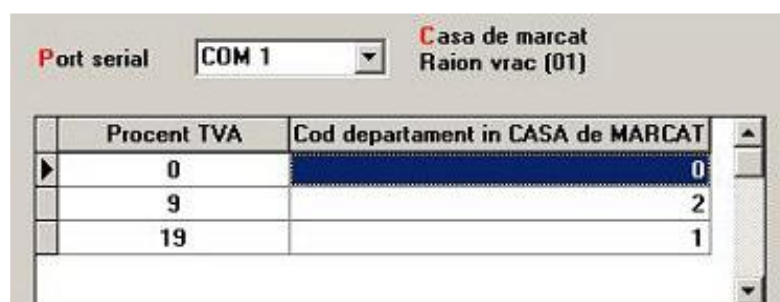 Port serial COM 1 Casa de marcat
Raion vrac (01)
Procent TVA Cod departament in CASA de MARCAT
0 0
9 2
19 1